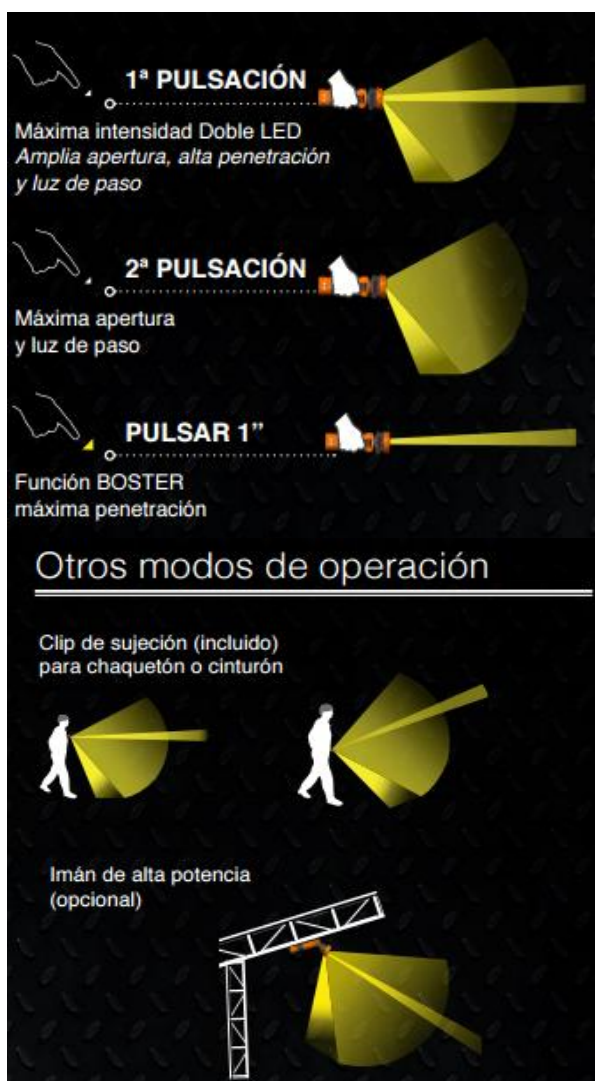 1ª PULSACIÓN
Máxima intensidad Doble LED
Amplia apertura, alta penetración
y luz de paso
2ª PULSACIÓN
Máxima apertura
y luz de paso
PULSAR 1”
Función BOSTER
máxima penetración
Otros modos de operación
Clip de sujeción (incluido)
para chaquetón o cinturón
Imán de alta potencia
(opcional)